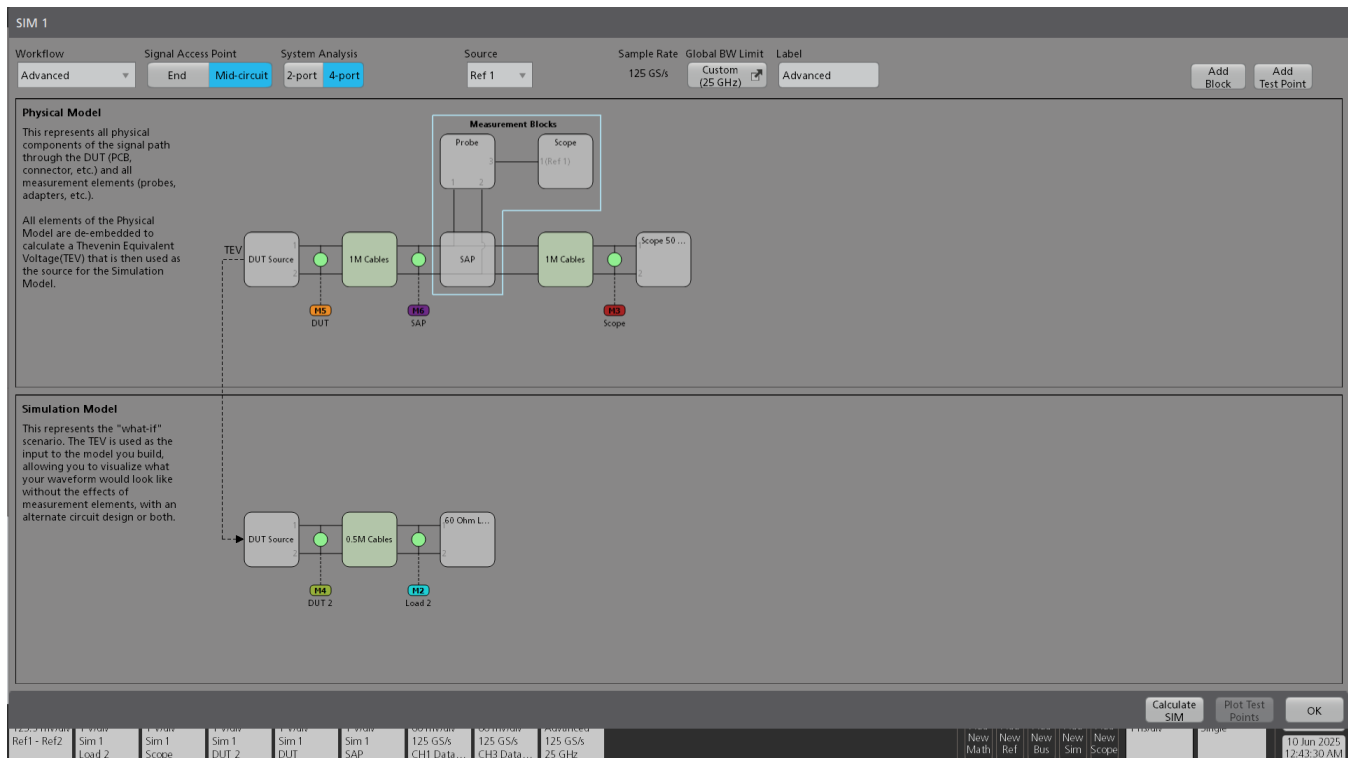 SIM 1
Workflow
Signal Access Point
System Analysis
Source
Sample Rate
Global BW Limit
Label
Advanced
End
Mid-circuit
2-port
4-port
Ref 1
125 GS/s
Custom
(25 GHz)
Advanced
Add
Block
Add
Test Point
Physical Model
This represents all physical
components of the signal path
through the DUT (PCB,
connector, etc.) and all
measurement elements (probes,
adapters, etc.).
All elements of the Physical
Model are de-embedded to
calculate a Thevenin Equivalent
Voltage(TEV) that is then used as
the source for the Simulation
Model.
Measurement Blocks
Probe
3
1
2
Scope
1(Ref 1)
TEV
DUT Source
1
2
1M Cables
SAP
1M Cables
Scope 50 ...
1
2
M5
DUT
M6
SAP
M3
Scope
Simulation Model
This represents the "what-if"
scenario. The TEV is used as the
input to the model you build,
allowing you to visualize what
your waveform would look like
without the effects of
measurement elements, with an
alternate circuit design or both.
DUT Source
1
2
0.5M Cables
60 Ohm L...
2
M4
DUT 2
M2
Load 2
Calculate
SIM
Plot Test
Points
OK
Ref1 - Ref2
Sim 1
Load 2
Sim 1
Scope
Sim 1
DUT 2
Sim 1
DUT
Sim 1
SAP
125 GS/s
CH1 Data...
125 GS/s
CH3 Data...
125 GS/s
25 GHz
New
Math
New
Ref
New
Bus
New
Sim
New
Scope
10 Jun 2025
12:43:30 AM